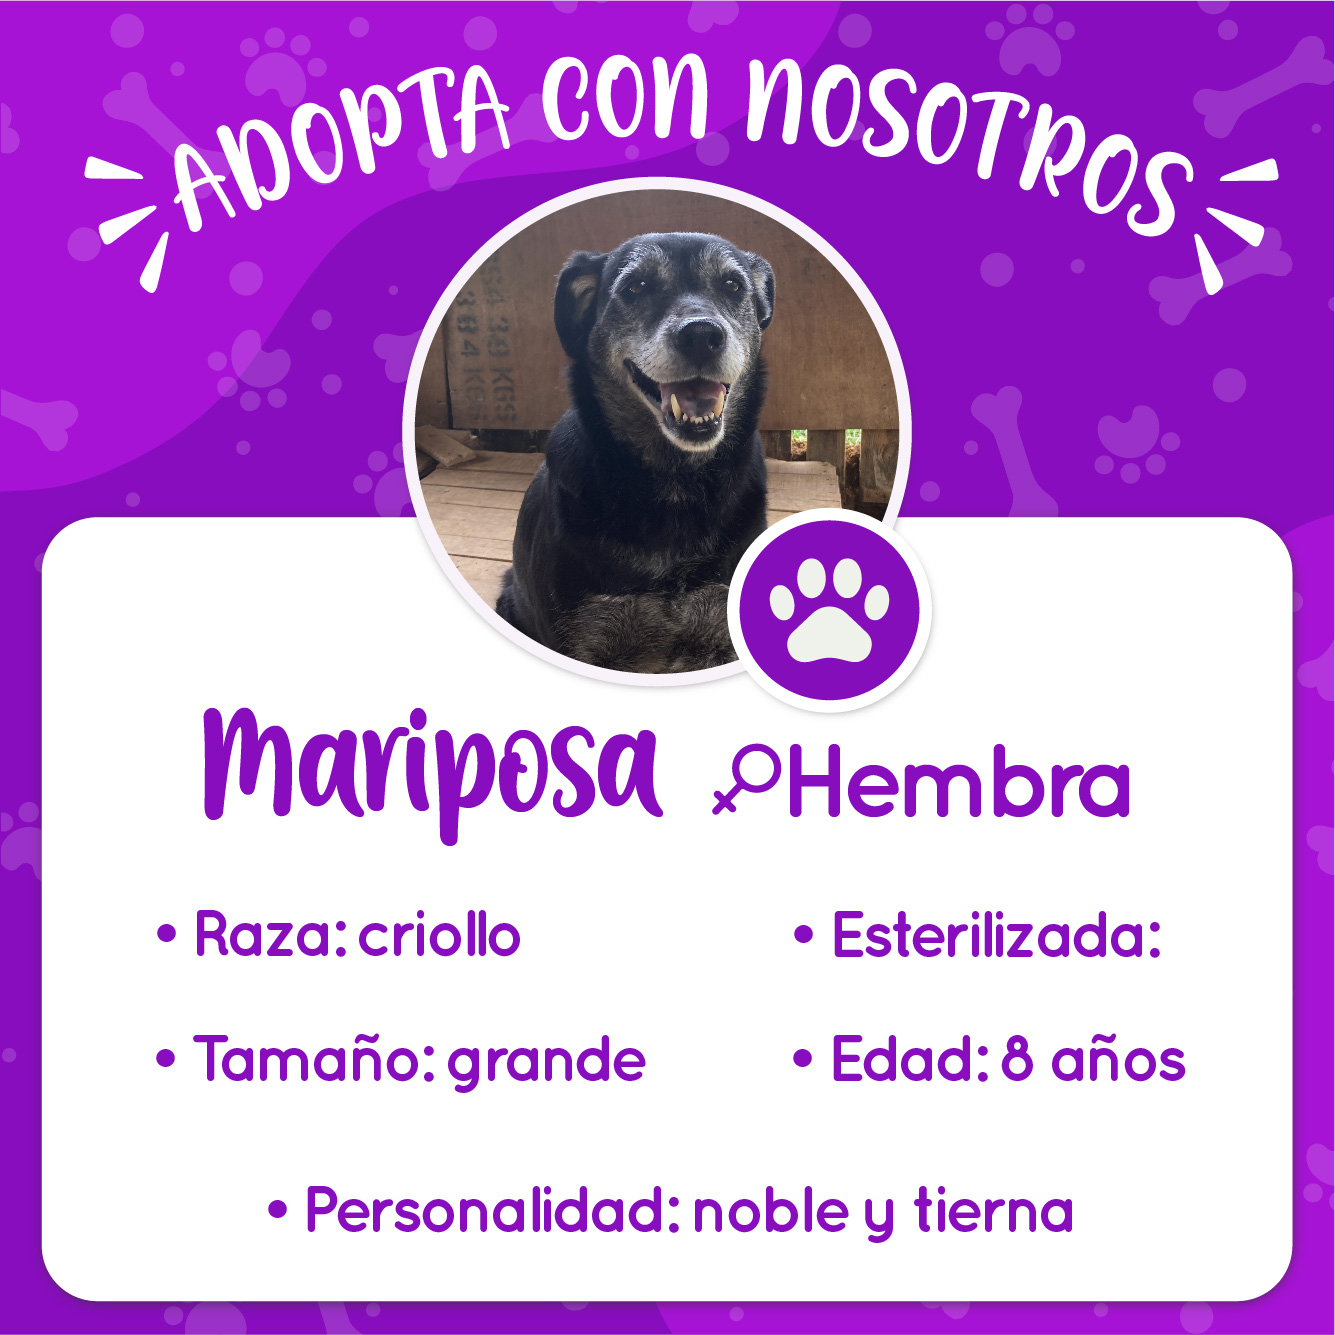 ADOPTA CON NOSOTROS
Mariposa
Hembra
• Raza: criollo
• Esterilizada:
• Tamaño: grande
• Edad: 8 años
• Personalidad: noble y tierna